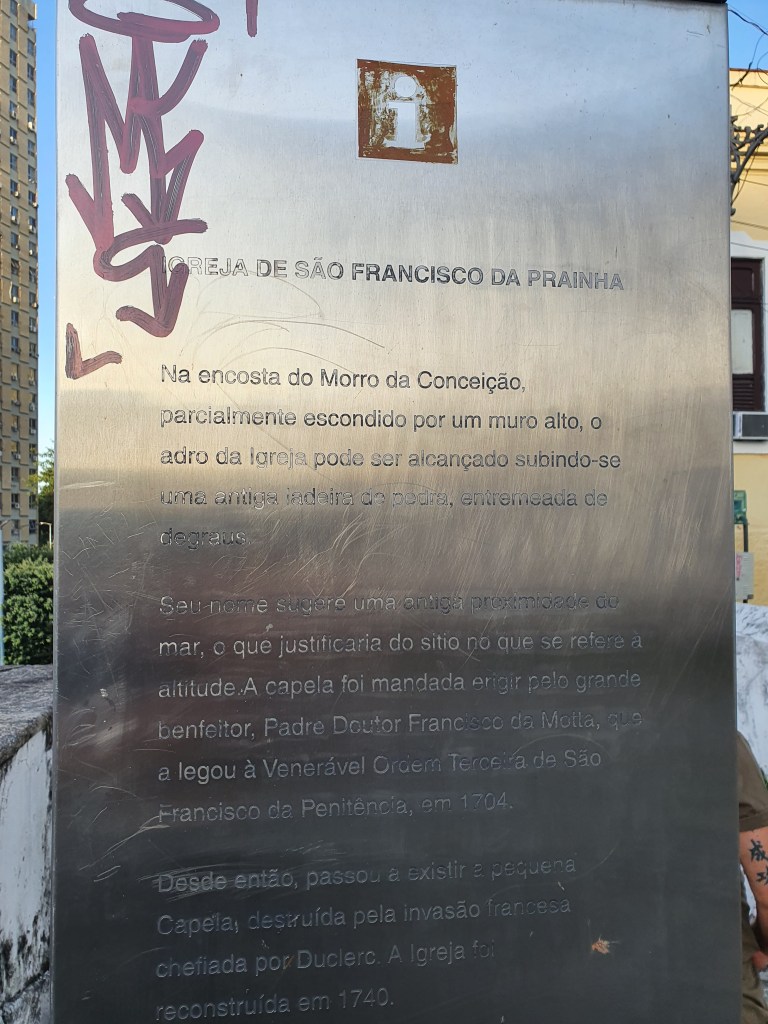 i
IGREJA DE SÃO FRANCISCO DA PRAINHA
Na encosta do Morro da Conceição,
parcialmente escondido por um muro alto, o
adro da Igreja pode ser alcançado subindo-se
uma antiga ladeira de pedra, entremeada de
degraus.
Seu nome sugere uma antiga proximidade do
mar, o que justificaria do sitio no que se refere à
altitude.A capela foi mandada erigir pelo grande
benfeitor, Padre Doutor Francisco da Motta, que
a legou à Venerável Ordem Terceira de São
Francisco da Penitência, em 1704.
Desde então, passou a existir a pequena
Capela, destruída pela invasão francesa
chefiada por Duclerc. A Igreja foi
reconstruída em 1740.
成